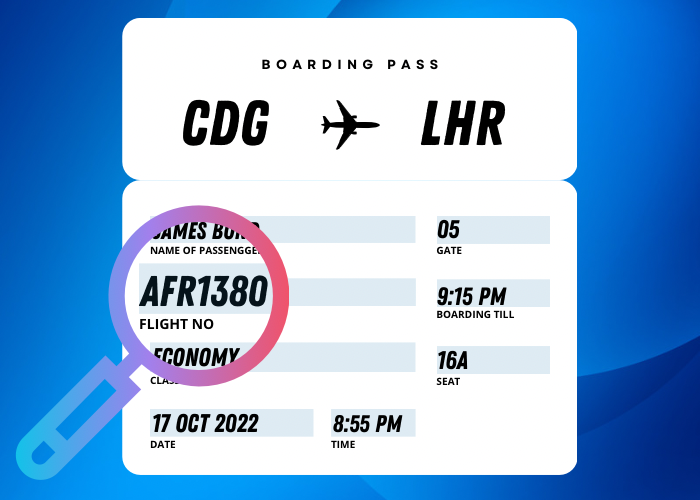 BOARDING PASS
CDG LHR
JAMES BOND
NAME OF PASSENGGER
05
GATE
AFR1380
FLIGHT NO
9:15 PM
BOARDING TILL
ECONOMY
CLASS
16A
SEAT
17 OCT 2022
DATE
8:55 PM
TIME